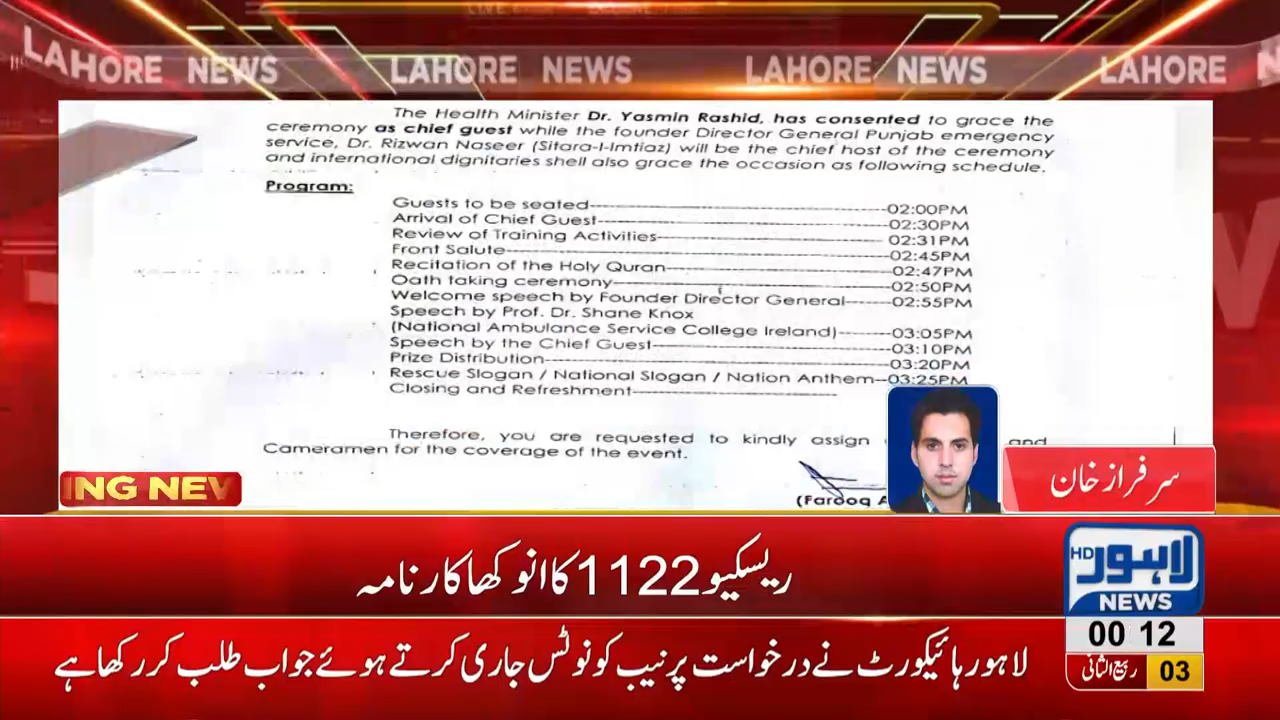 LAHORE NEWS LAHORE NEWS LAHORE NEWS LAHORE
The Health Minister Dr. Yasmin Rashid, has consented to grace the
ceremony as chief guest while the founder Director General Punjab emergency
service, Dr. Rizwan Naseer (Sitara-I-Imtiaz) will be the chief host of the ceremony
and international dignitaries shell also grace the occasion as following schedule.
Program:
Guests to be seated---02:00PM
Arrival of Chief Guest---02:30PM
Review of Training Activities---02:31PM
Front Salute---02:45PM
Recitation of the Holy Quran---02:47PM
Oath taking ceremony---02:50PM
Welcome speech by Founder Director General---02:55PM
Speech by Prof. Dr. Shane Knox
(National Ambulance Service College Ireland)---03:05PM
Speech by the Chief Guest---03:10PM
Prize Distribution---03:20PM
Rescue Slogan / National Slogan / Nation Anthem--03:25PM
Closing and Refreshment---
Therefore, you are requested to kindly assign and
Cameramen for the coverage of the event.
(Farooq A
سرفراز خان
ING NEW
ریسکیو 1122 کا انوکھا کارنامہ
HD لاہور
NEWS
00 12
03 ربیع الثانی
لاہور ہائیکورٹ نے درخواست پر نیب کو نوٹس جاری کرتے ہوئے جواب طلب کر رکھا ہے